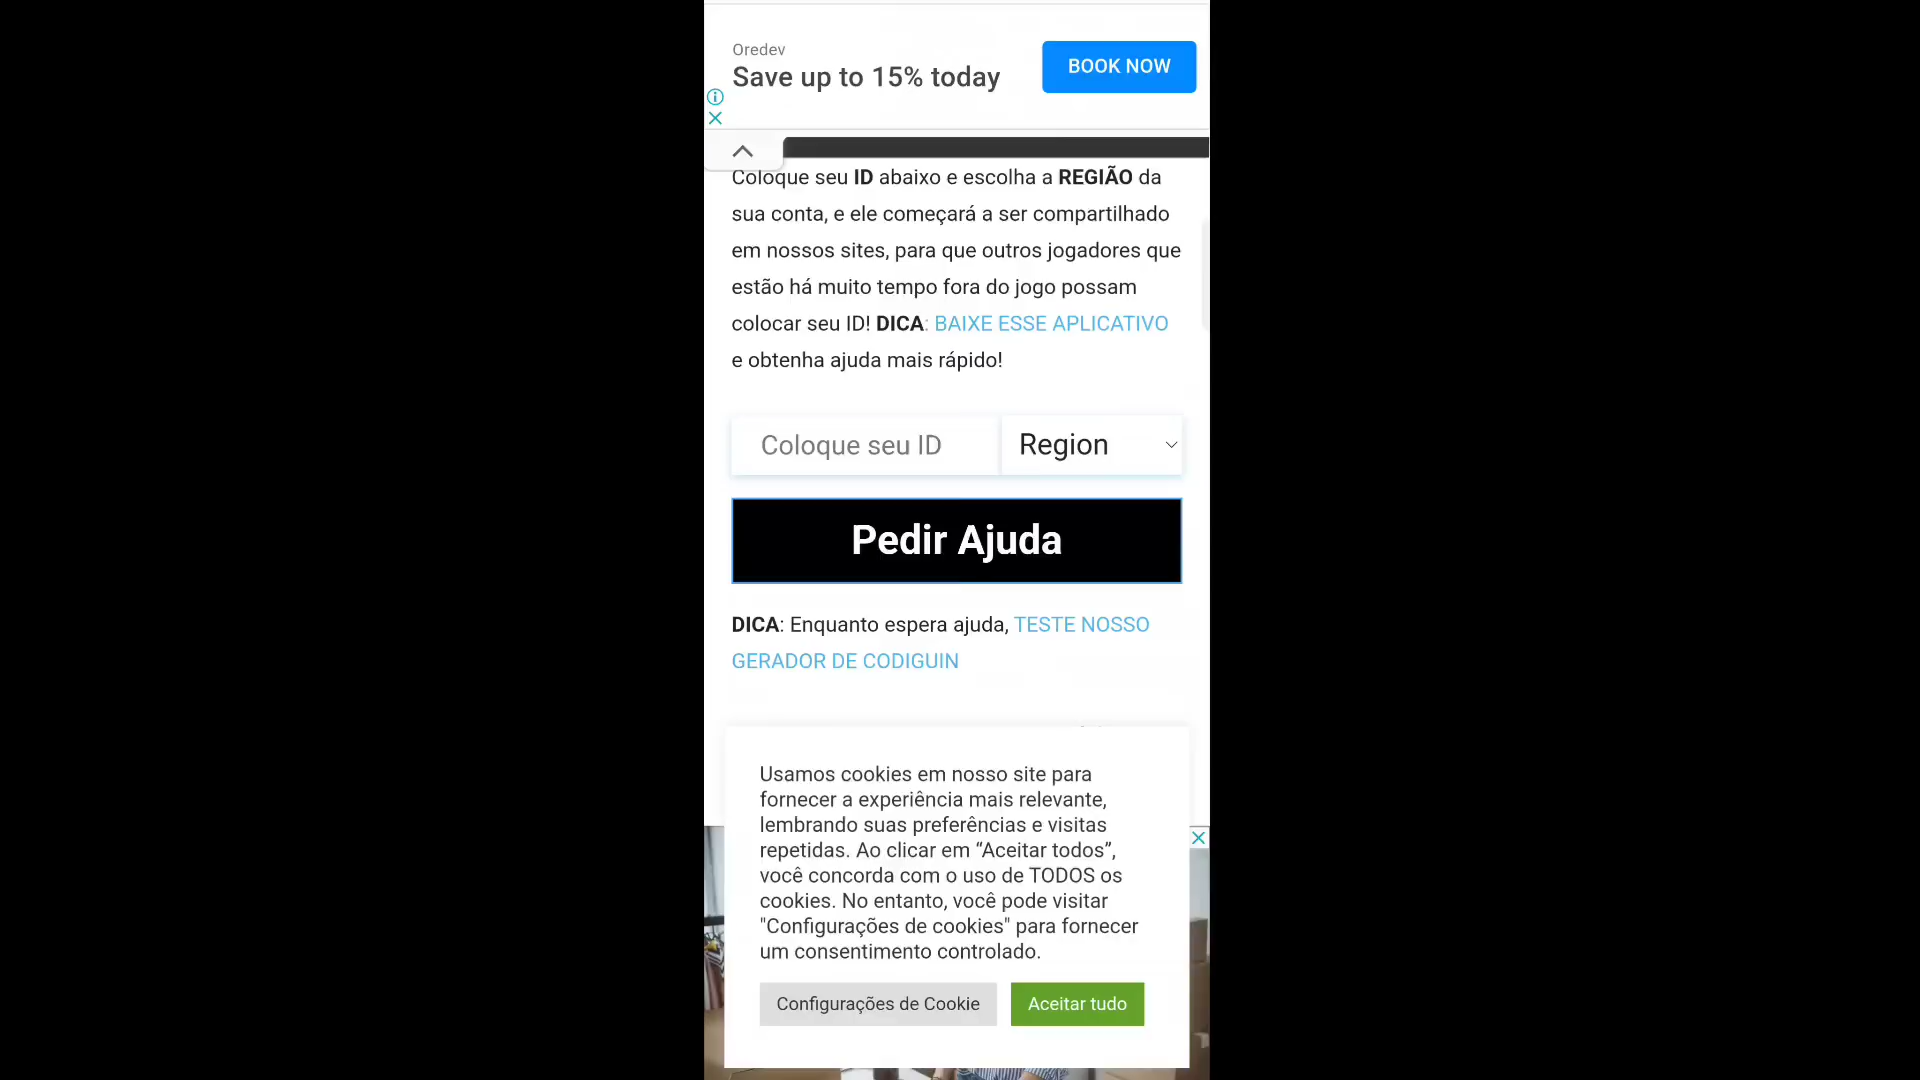 Oredev
Save up to 15% today
BOOK NOW
Coloque seu ID abaixo e escolha a REGIÃO da
sua conta, e ele começará a ser compartilhado
em nossos sites, para que outros jogadores que
estão há muito tempo fora do jogo possam
colocar seu ID! DICA: BAIXE ESSE APLICATIVO
e obtenha ajuda mais rápido!
Coloque seu ID
Region
Pedir Ajuda
DICA: Enquanto espera ajuda, TESTE NOSSO
GERADOR DE CODIGUIN
Usamos cookies em nosso site para
fornecer a experiência mais relevante,
lembrando suas preferências e visitas
repetidas. Ao clicar em “Aceitar todos”,
você concorda com o uso de TODOS os
cookies. No entanto, você pode visitar
"Configurações de cookies" para fornecer
um consentimento controlado.
Configurações de Cookie
Aceitar tudo